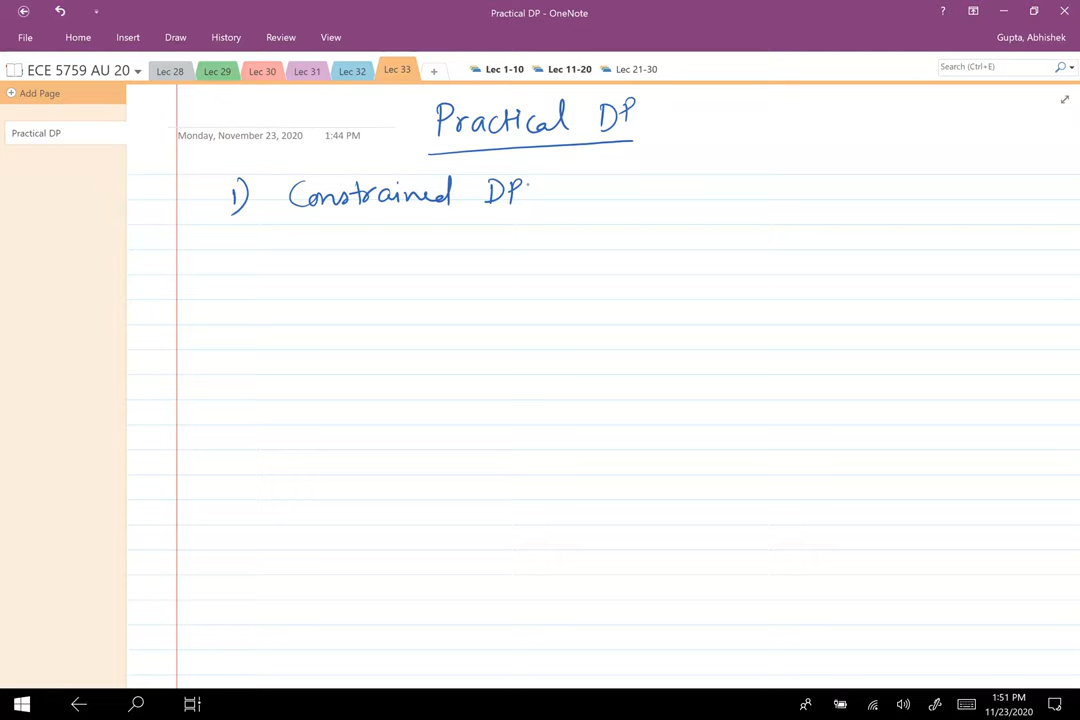 Practical DP - OneNote
?
Gupta, Abhishek
File Home Insert Draw History Review View
ECE 5759 AU 20 Lec 28 Lec 29 Lec 30 Lec 31 Lec 32 Lec 33 + Lec 1-10 Lec 11-20 Lec 21-30
Search (Ctrl+E)
Add Page
Practical DP
Practical DP
Monday, November 23, 2020 1:44 PM
1) Constrained DP
1:51 PM
11/23/2020